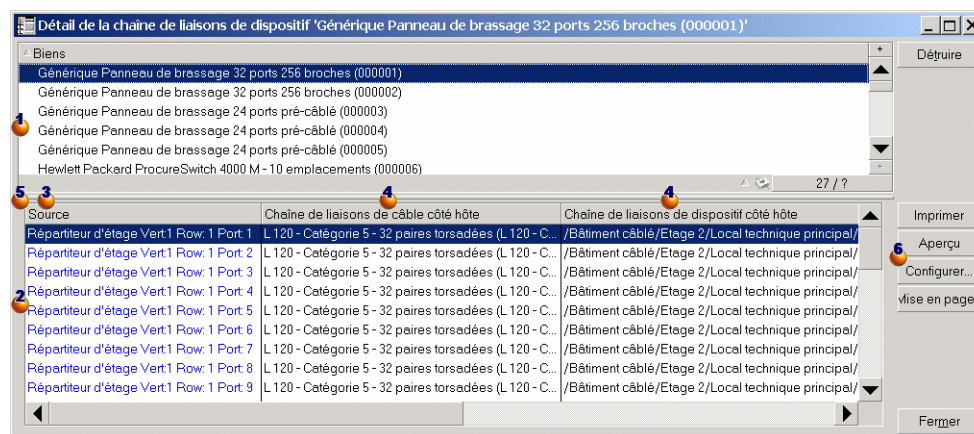 Détail de la chaîne de liaisons de dispositif 'Générique Panneau de brassage 32 ports 256 broches (000001)'
Biens
Détruire
Générique Panneau de brassage 32 ports 256 broches (000001)
Générique Panneau de brassage 32 ports 256 broches (000002)
1 Générique Panneau de brassage 24 ports pré-câblé (000003)
Générique Panneau de brassage 24 ports pré-câblé (000004)
Générique Panneau de brassage 24 ports pré-câblé (000005)
Hewlett Packard ProcureSwitch 4000 M - 10 emplacements (000006)
27 / ?
5 3 4 4
Source Chaîne de liaisons de câble côté hôte Chaîne de liaisons de dispositif côté hôte Imprimer
Répartiteur d'étage Vert:1 Row: 1 Port: 1 L 120 - Catégorie 5 - 32 paires torsadées (L 120 - C... /Bâtiment câblé/Etage 2/Local technique principal/
Répartiteur d'étage Vert:1 Row: 1 Port: 2 L 120 - Catégorie 5 - 32 paires torsadées (L 120 - C... /Bâtiment câblé/Etage 2/Local technique principal/ 6 Aperçu
Répartiteur d'étage Vert:1 Row: 1 Port: 3 L 120 - Catégorie 5 - 32 paires torsadées (L 120 - C... /Bâtiment câblé/Etage 2/Local technique principal/ Configurer...
Répartiteur d'étage Vert:1 Row: 1 Port: 4 L 120 - Catégorie 5 - 32 paires torsadées (L 120 - C... /Bâtiment câblé/Etage 2/Local technique principal/ Mise en page
2 Répartiteur d'étage Vert:1 Row: 1 Port: 5 L 120 - Catégorie 5 - 32 paires torsadées (L 120 - C... /Bâtiment câblé/Etage 2/Local technique principal/
Répartiteur d'étage Vert:1 Row: 1 Port: 6 L 120 - Catégorie 5 - 32 paires torsadées (L 120 - C... /Bâtiment câblé/Etage 2/Local technique principal/
Répartiteur d'étage Vert:1 Row: 1 Port: 7 L 120 - Catégorie 5 - 32 paires torsadées (L 120 - C... /Bâtiment câblé/Etage 2/Local technique principal/
Répartiteur d'étage Vert:1 Row: 1 Port: 8 L 120 - Catégorie 5 - 32 paires torsadées (L 120 - C... /Bâtiment câblé/Etage 2/Local technique principal/
Répartiteur d'étage Vert:1 Row: 1 Port: 9 L 120 - Catégorie 5 - 32 paires torsadées (L 120 - C... /Bâtiment câblé/Etage 2/Local technique principal/
Fermer